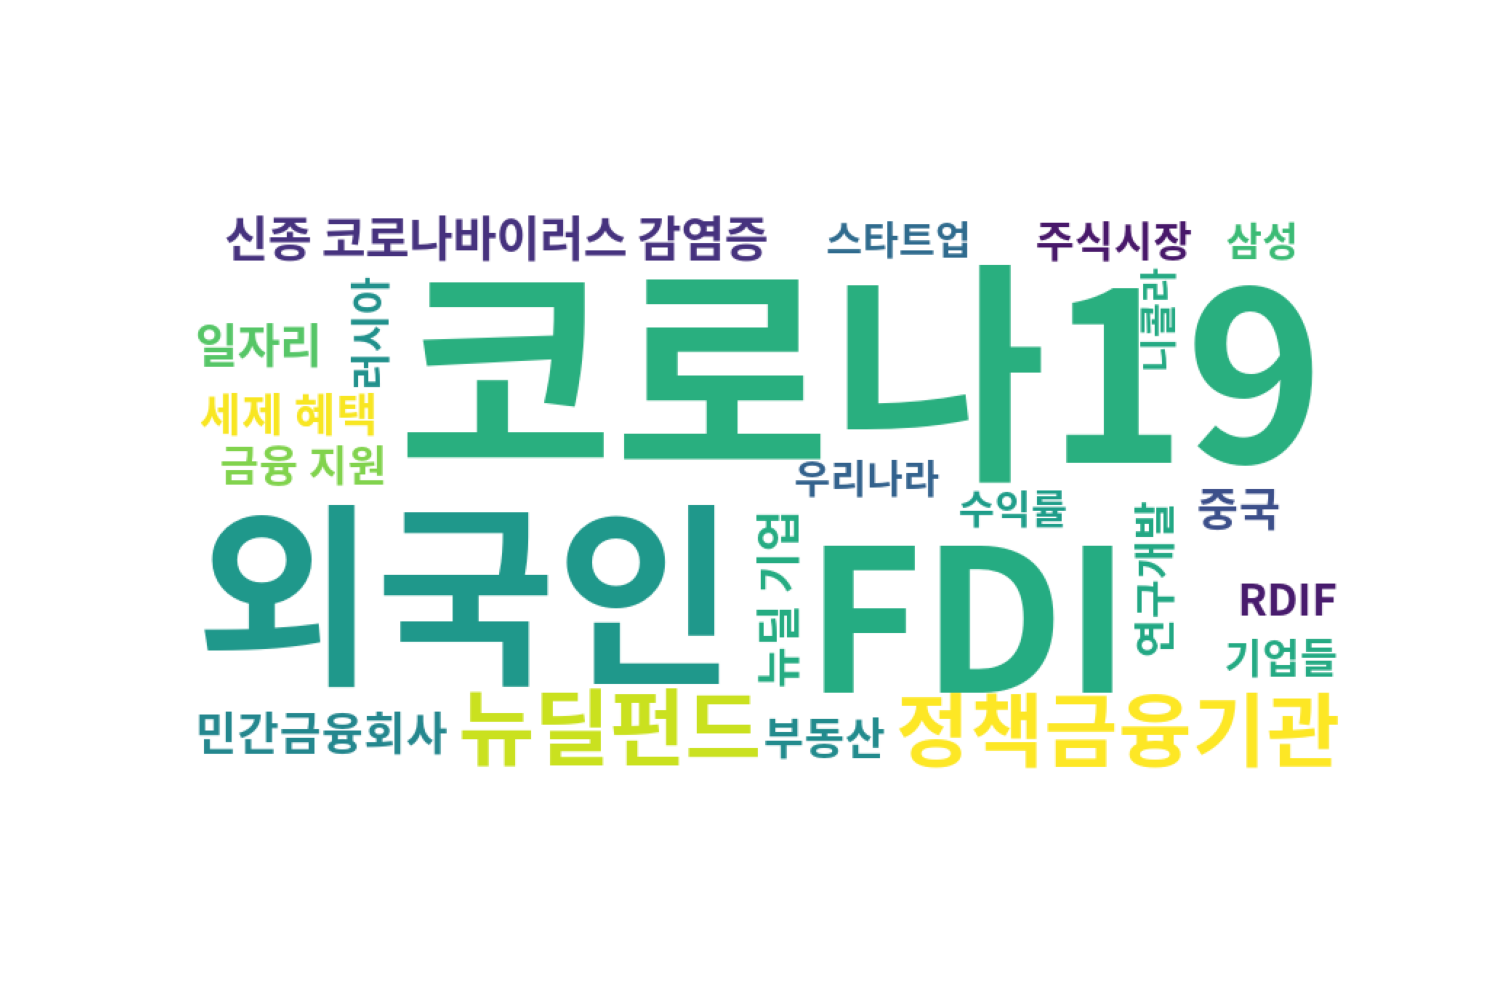 신종 코로나바이러스 감염증
스타트업
주식시장
삼성
일자리
러시아
코로나19
니콜라
세제 혜택
금융 지원
우리나라
수익률
중국
외국인
뉴딜 기업
FDI
연구개발
RDIF
기업들
민간금융회사
뉴딜펀드
부동산
정책금융기관